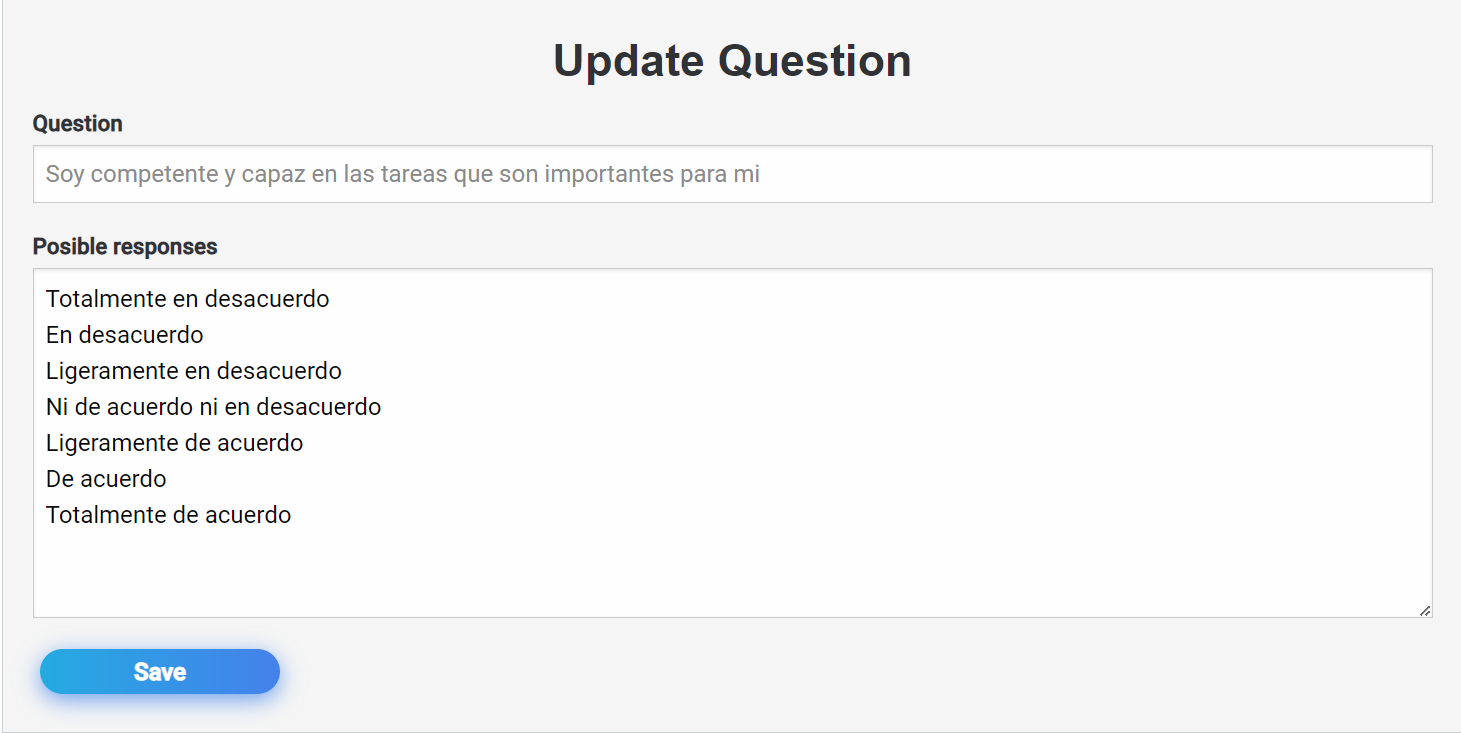 Update Question
Question
Soy competente y capaz en las tareas que son importantes para mi
Posible responses
Totalmente en desacuerdo
En desacuerdo
Ligeramente en desacuerdo
Ni de acuerdo ni en desacuerdo
Ligeramente de acuerdo
De acuerdo
Totalmente de acuerdo
Save